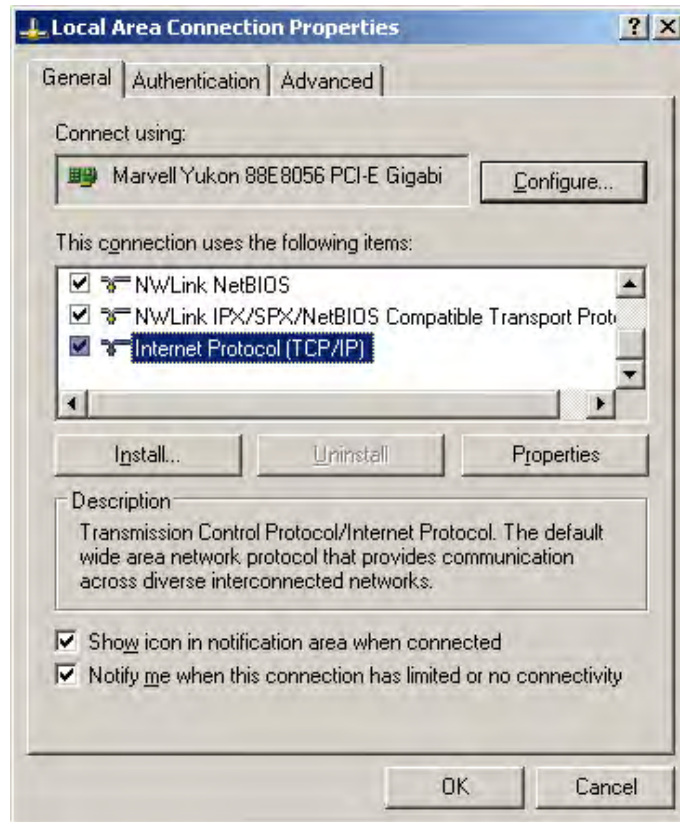 Local Area Connection Properties
General Authentication Advanced
Connect using:
Marvell Yukon 88E8056 PCI-E Gigabi
Configure...
This connection uses the following items:
NWLink NetBIOS
NWLink IPX/SPX/NetBIOS Compatible Transport Prot
Internet Protocol (TCP/IP)
Install... Uninstall Properties
Description
Transmission Control Protocol/Internet Protocol. The default
wide area network protocol that provides communication
across diverse interconnected networks.
Show icon in notification area when connected
Notify me when this connection has limited or no connectivity
OK Cancel